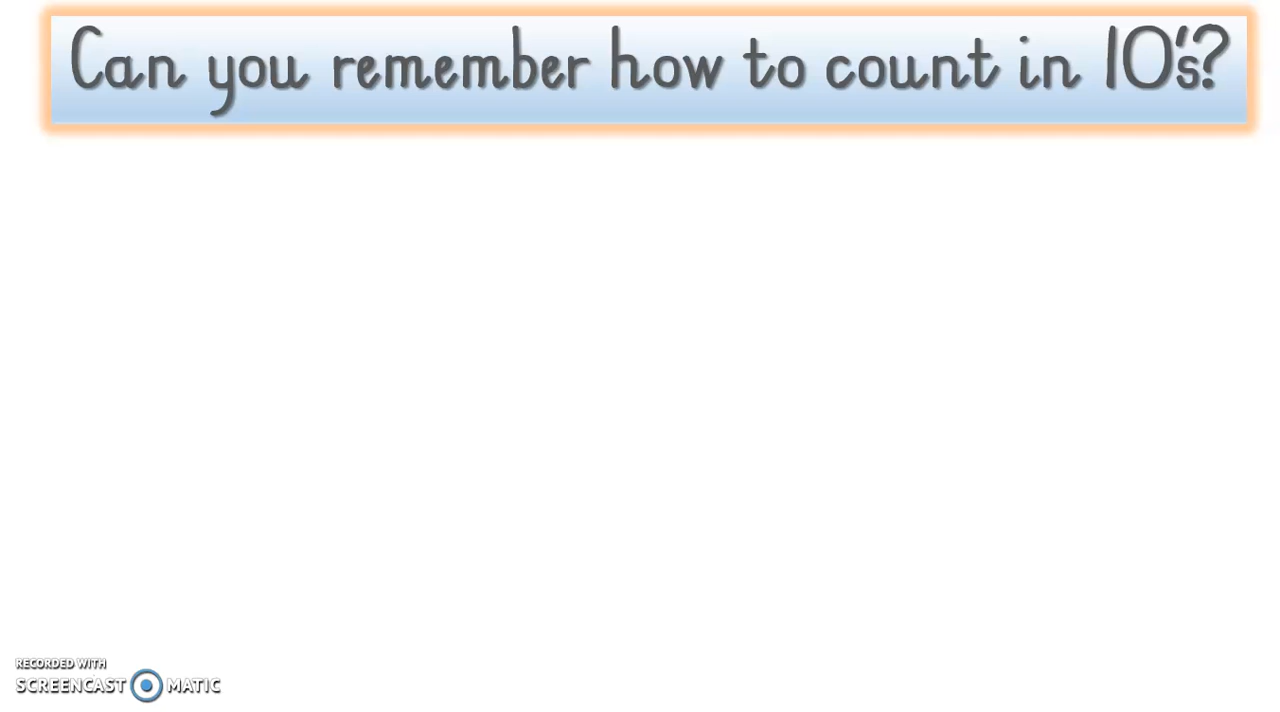 Can you remember how to count in 10's?
RECORDED WITH
SCREENCAST MATIC